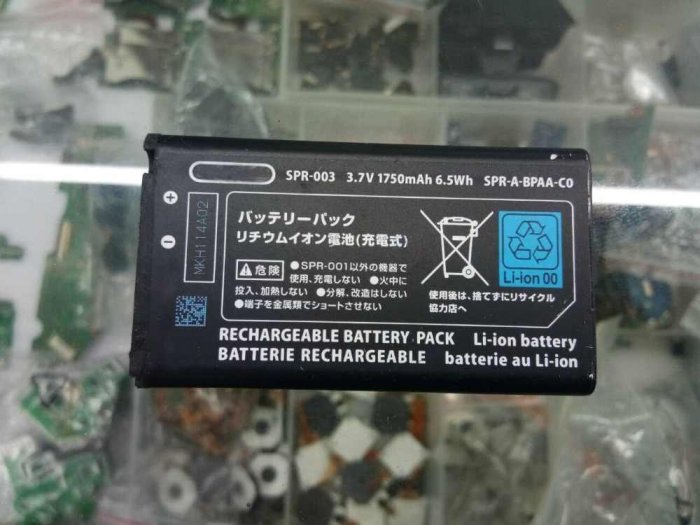 SPR-003 3.7V 1750mAh 6.5Wh SPR-A-BPAA-C0
MKH114A02
バッテリーパック
リチウムイオン電池(充電式)
危険 ●SPR-001以外の機器で
使用、充電しない ●火中に
投入、加熱しない ●分解、改造はしない
●端子を金属類でショートさせない
Li-ion 00
使用後は、捨てずにリサイクル
協力店へ
RECHARGEABLE BATTERY PACK Li-ion battery
BATTERIE RECHARGEABLE batterie au Li-ion